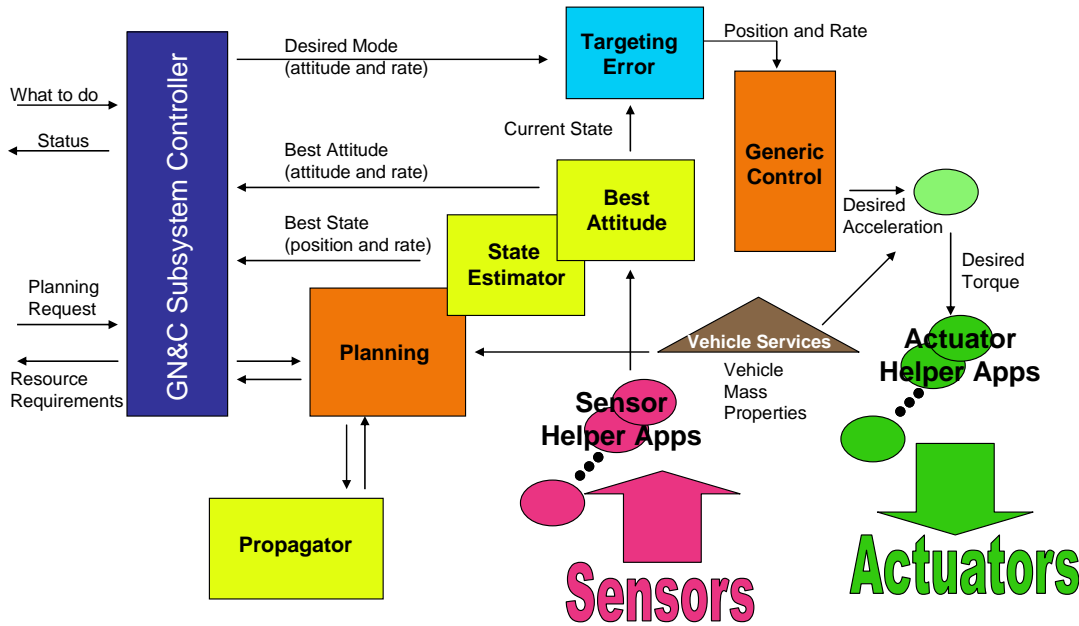 Desired Mode
(attitude and rate)
Targeting
Error
Position and Rate
What to do
Status
GN&C Subsystem Controller
Current State
Best Attitude
(attitude and rate)
Generic
Control
Best
Attitude
Desired
Acceleration
Best State
(position and rate)
State
Estimator
Desired
Torque
Planning
Request
Planning
Vehicle Services
Actuator
Helper Apps
Resource
Requirements
Vehicle
Mass
Properties
Sensor
Helper Apps
Propagator
Sensors
Actuators